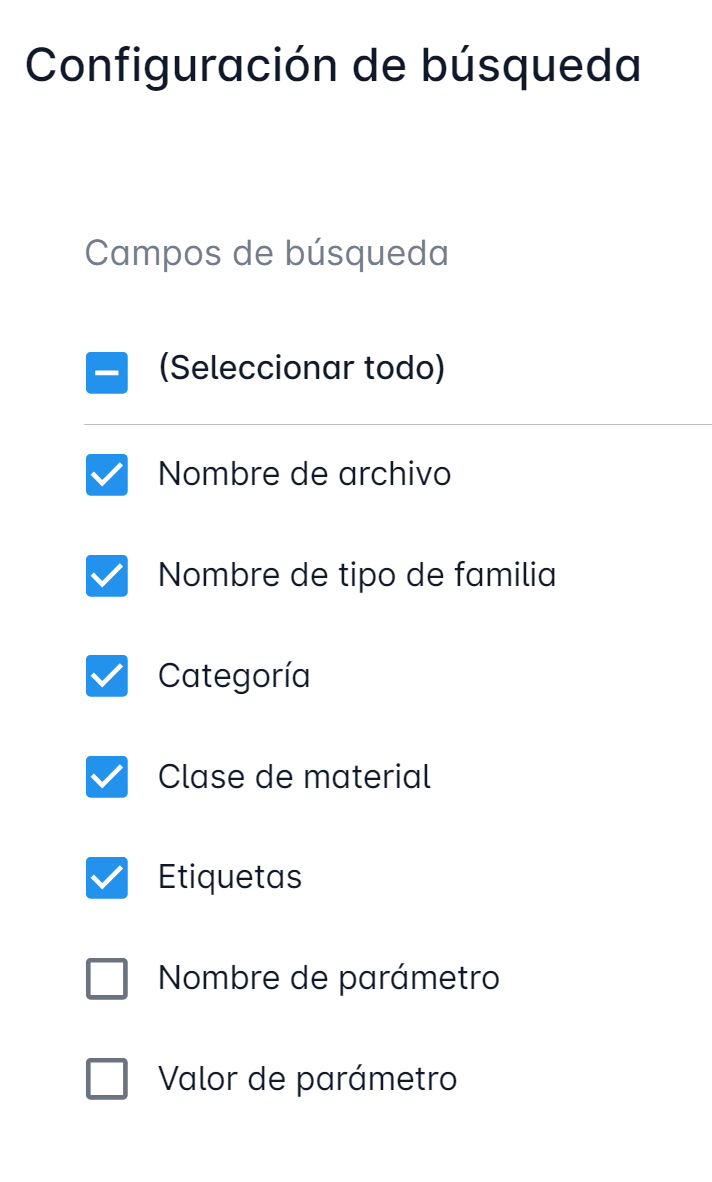 Configuración de búsqueda
Campos de búsqueda
(Seleccionar todo)
Nombre de archivo
Nombre de tipo de familia
Categoría
Clase de material
Etiquetas
Nombre de parámetro
Valor de parámetro